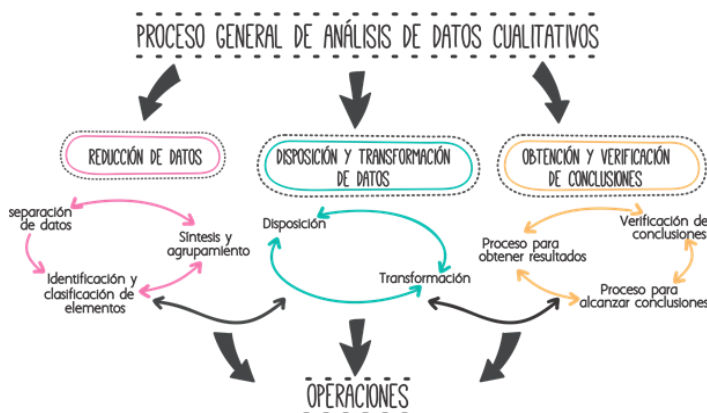 PROCESO GENERAL DE ANÁLISIS DE DATOS CUALITATIVOS
REDUCCIÓN DE DATOS
separación
de datos
Síntesis y
agrupamiento
Identificación y
clasificación de
elementos
DISPOSICIÓN Y TRANSFORMACIÓN
DE DATOS
Disposición
Transformación
OBTENCIÓN Y VERIFICACIÓN
DE CONCLUSIONES
Verificación de
conclusiones
Proceso para
obtener resultados
Proceso para
alcanzar conclusiones
OPERACIONES